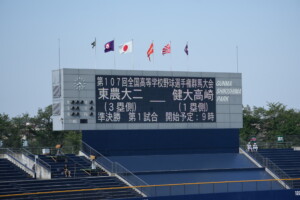 第107回全国高等学校野球選手権群馬大会
東農大二 ― 健大高崎
(3塁側) (1塁側)
準決勝 第1試合 開始予定:9時